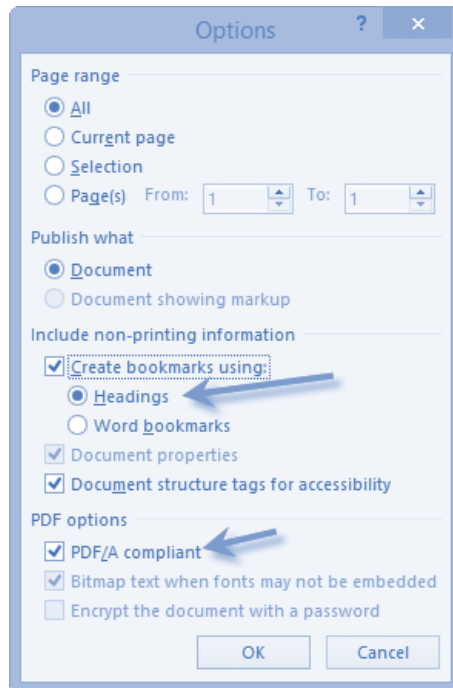 Options ? ×
Page range
All
Current page
Selection
Page(s) From: 1 To: 1
Publish what
Document
Document showing markup
Include non-printing information
Create bookmarks using:
Headings
Word bookmarks
Document properties
Document structure tags for accessibility
PDF options
PDF/A compliant
Bitmap text when fonts may not be embedded
Encrypt the document with a password
OK Cancel